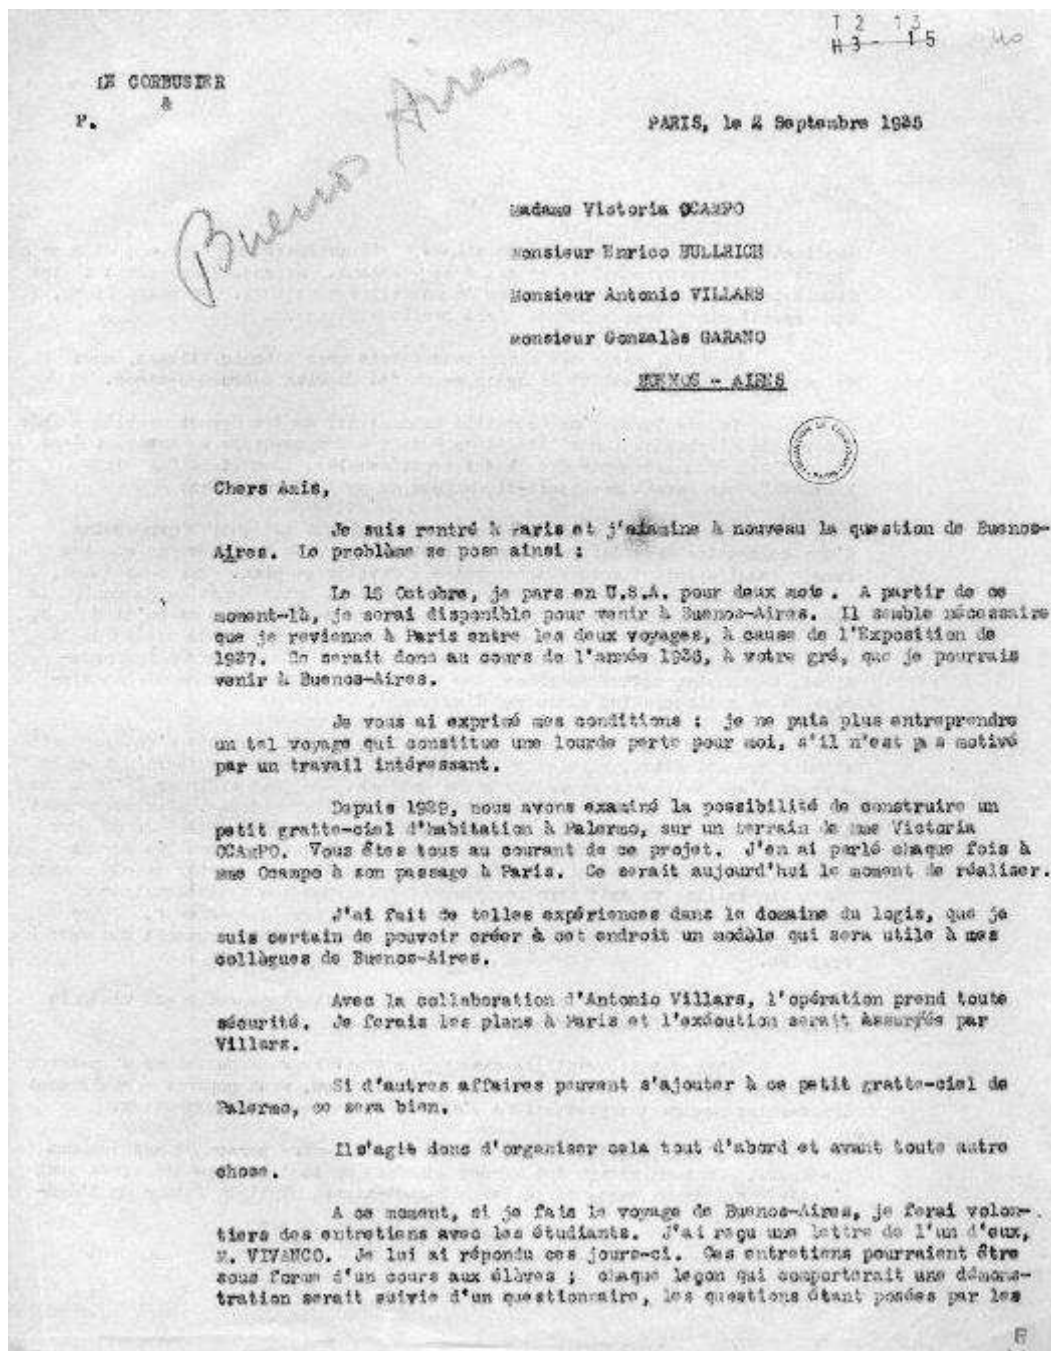 T2 13
H3 - 15
40
LE CORBUSIER
&
P.
Buenos Aires
PARIS, le 2 Septembre 1935
Madame Victoria OCAMPO
Monsieur Enrico BULLRICH
Monsieur Antonio VILLARS
Monsieur Gonzalès GARANO
BUENOS - AIRES
Chers Amis,
Je suis rentré à Paris et j'examine à nouveau la question de Buenos-
Aires. Le problème se pose ainsi :
Le 16 Octobre, je pars en U.S.A. pour deux mois. A partir de ce
moment-là, je serai disponible pour venir à Buenos-Aires. Il semble nécessaire
que je revienne à Paris entre les deux voyages, à cause de l'Exposition de
1937. Ce serait donc au cours de l'année 1936, à votre gré, que je pourrais
venir à Buenos-Aires.
Je vous ai exprimé mes conditions : je ne puis plus entreprendre
un tel voyage qui constitue une lourde perte pour moi, s'il n'est pas motivé
par un travail intéressant.
Depuis 1929, nous avons examiné la possibilité de construire un
petit gratte-ciel d'habitation à Palermo, sur un terrain de Mme Victoria
OCAMPO. Vous êtes tous au courant de ce projet. J'en ai parlé chaque fois à
Mme Ocampo à son passage à Paris. Ce serait aujourd'hui le moment de réaliser.
J'ai fait de telles expériences dans le domaine du logis, que je
suis certain de pouvoir créer à cet endroit un modèle qui sera utile à mes
collègues de Buenos-Aires.
Avec la collaboration d'Antonio Villars, l'opération prend toute
sécurité. Je ferais les plans à Paris et l'exécution serait par
Villars.
Si d'autres affaires peuvent s'ajouter à ce petit gratte-ciel de
Palermo, ce sera bien.
Il s'agit donc d'organiser cela tout d'abord et avant toute autre
chose.
A ce moment, si je fais le voyage de Buenos-Aires, je ferai volon-
tiers des entretiens avec les étudiants. J'ai reçu une lettre de l'un d'eux,
M. VIVANCO. Je lui ai répondu ces jours-ci. Ces entretiens pourraient être
sous forme d'un cours aux élèves ; chaque leçon qui comporterait une démons-
tration serait suivie d'un questionnaire, les questions étant posées par les